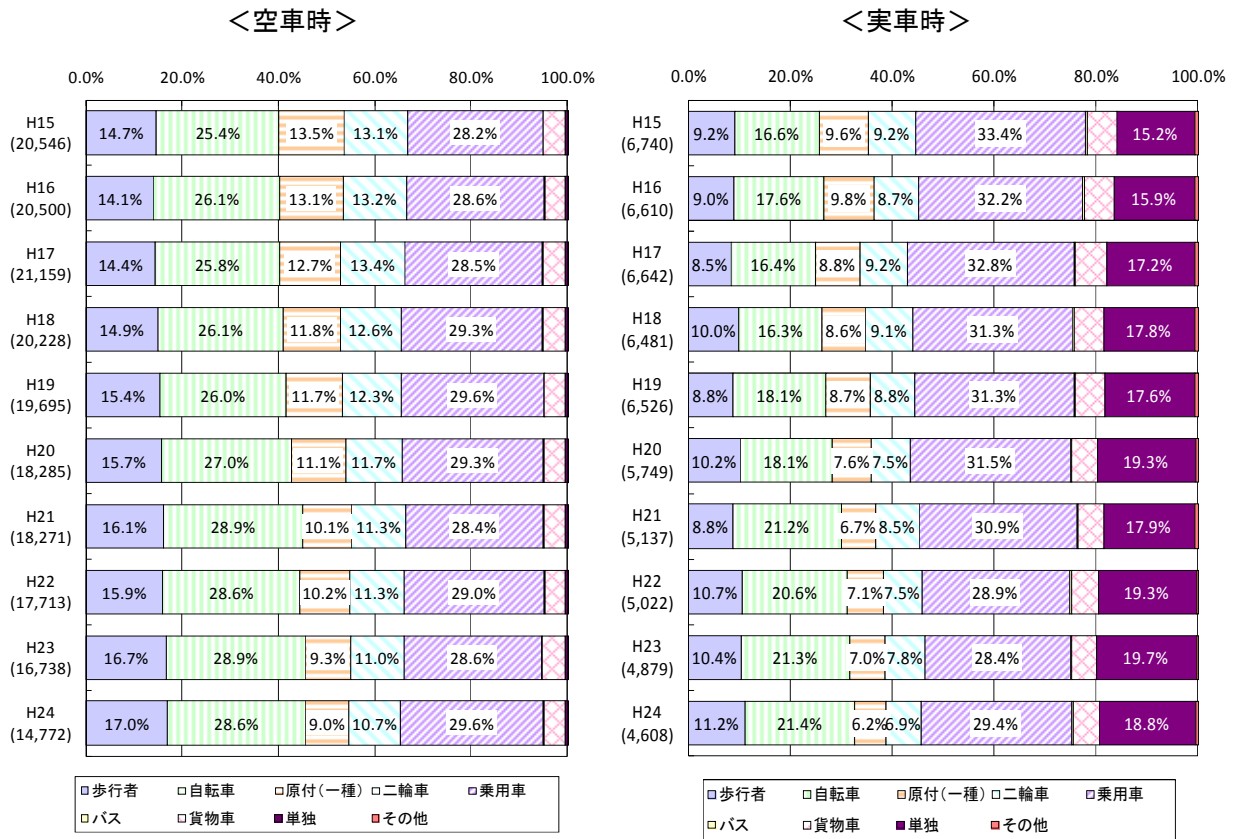 ＜空車時＞
0.0% 20.0% 40.0% 60.0% 80.0% 100.0%
H15
(20,546)
14.7% 25.4% 13.5% 13.1% 28.2%
H16
(20,500)
14.1% 26.1% 13.1% 13.2% 28.6%
H17
(21,159)
14.4% 25.8% 12.7% 13.4% 28.5%
H18
(20,228)
14.9% 26.1% 11.8% 12.6% 29.3%
H19
(19,695)
15.4% 26.0% 11.7% 12.3% 29.6%
H20
(18,285)
15.7% 27.0% 11.1% 11.7% 29.3%
H21
(18,271)
16.1% 28.9% 10.1% 11.3% 28.4%
H22
(17,713)
15.9% 28.6% 10.2% 11.3% 29.0%
H23
(16,738)
16.7% 28.9% 9.3% 11.0% 28.6%
H24
(14,772)
17.0% 28.6% 9.0% 10.7% 29.6%
歩行者 自転車 原付（一種） 二輪車 乗用車
バス 貨物車 単独 その他
＜実車時＞
0.0% 20.0% 40.0% 60.0% 80.0% 100.0%
H15
(6,740)
9.2% 16.6% 9.6% 9.2% 33.4% 15.2%
H16
(6,610)
9.0% 17.6% 9.8% 8.7% 32.2% 15.9%
H17
(6,642)
8.5% 16.4% 8.8% 9.2% 32.8% 17.2%
H18
(6,481)
10.0% 16.3% 8.6% 9.1% 31.3% 17.8%
H19
(6,526)
8.8% 18.1% 8.7% 8.8% 31.3% 17.6%
H20
(5,749)
10.2% 18.1% 7.6% 7.5% 31.5% 19.3%
H21
(5,137)
8.8% 21.2% 6.7% 8.5% 30.9% 17.9%
H22
(5,022)
10.7% 20.6% 7.1% 7.5% 28.9% 19.3%
H23
(4,879)
10.4% 21.3% 7.0% 7.8% 28.4% 19.7%
H24
(4,608)
11.2% 21.4% 6.2% 6.9% 29.4% 18.8%
歩行者 自転車 原付（一種） 二輪車 乗用車
バス 貨物車 単独 その他